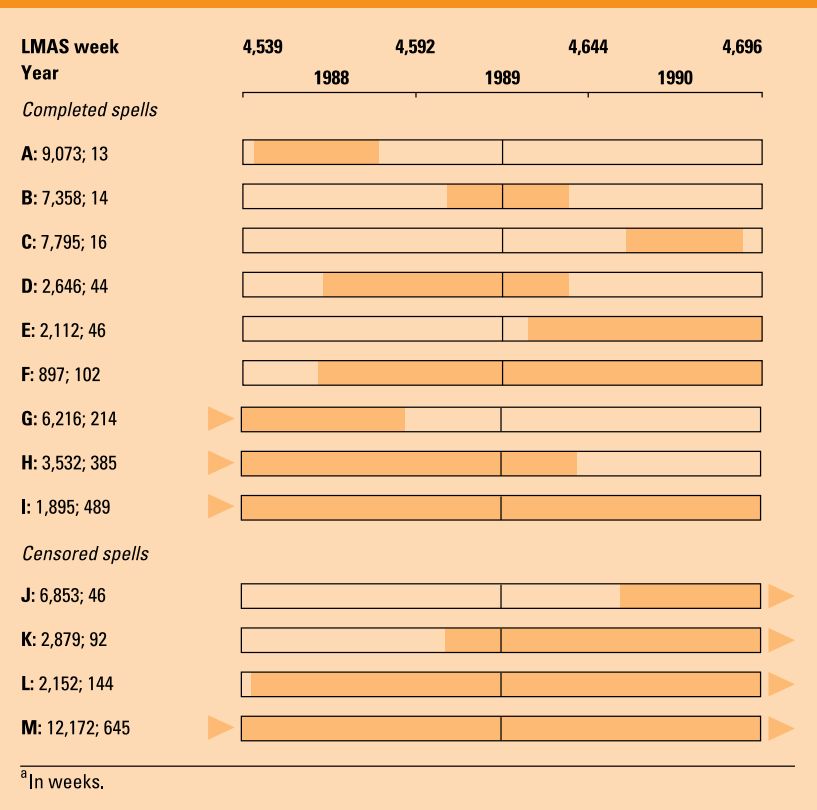 LMAS week 4,539 4,592 4,644 4,696
Year 1988 1989 1990
Completed spells
A: 9,073; 13
B: 7,358; 14
C: 7,795; 16
D: 2,646; 44
E: 2,112; 46
F: 897; 102
G: 6,216; 214
H: 3,532; 385
I: 1,895; 489
Censored spells
J: 6,853; 46
K: 2,879; 92
L: 2,152; 144
M: 12,172; 645
a In weeks.